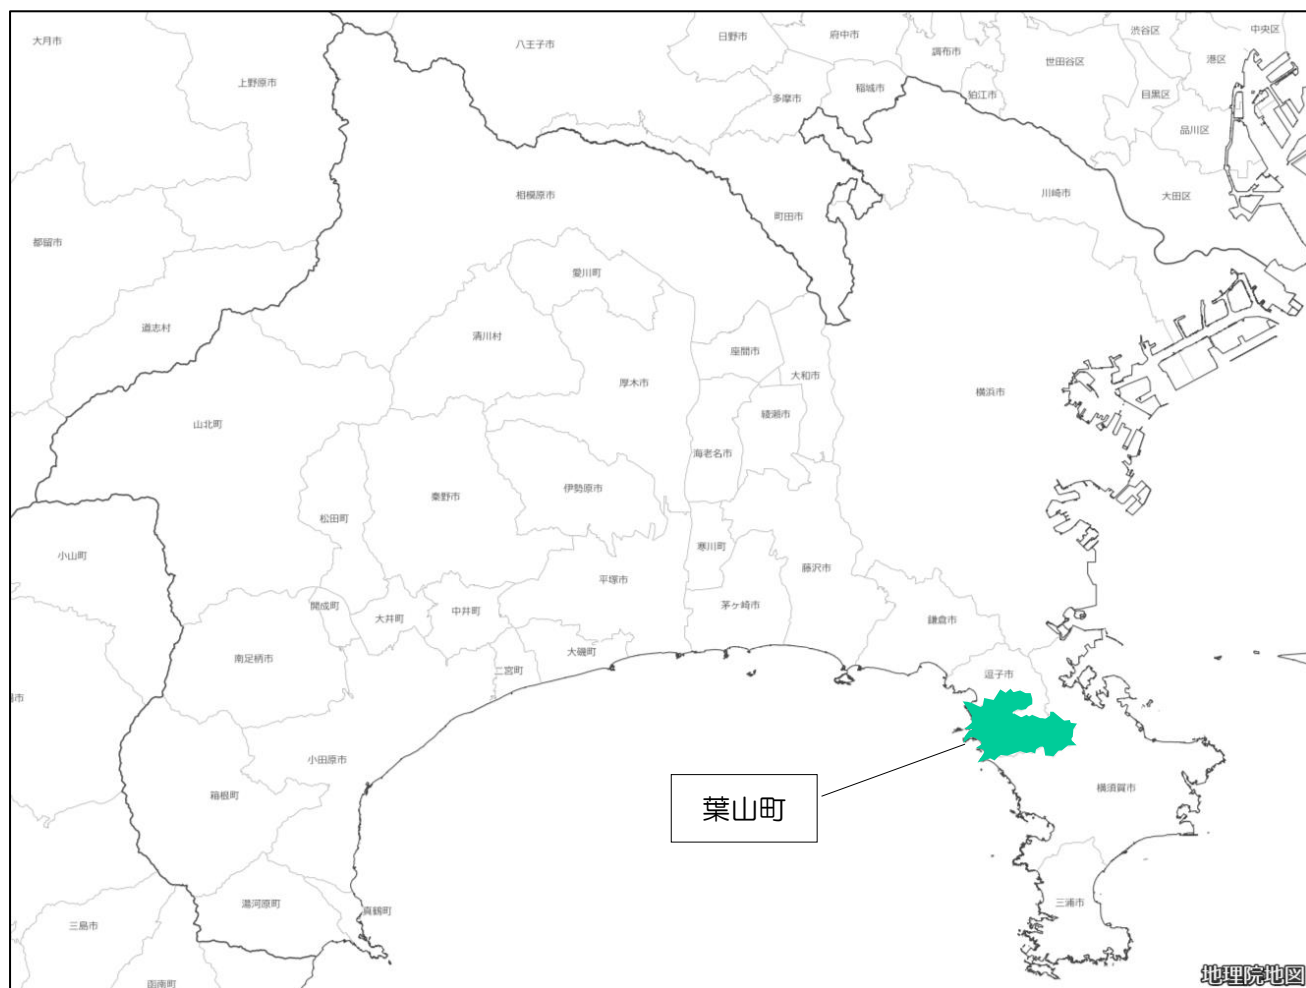 大月市
八王子市
日野市
府中市
調布市
渋谷区
中央区
港区
世田谷区
上野原市
多摩市
稲城市
狛江市
目黒区
品川区
相模原市
川崎市
大田区
町田市
都留市
愛川町
道志村
清川村
座間市
厚木市
大和市
横浜市
綾瀬市
山北町
海老名市
秦野市
伊勢原市
松田町
寒川町
小山町
藤沢市
平塚市
開成町
大井町
中井町
茅ヶ崎市
鎌倉市
大磯町
南足柄市
二宮町
逗子市
市
小田原市
箱根町
横須賀市
葉山町
湯河原町
真鶴町
三浦市
三島市
函南町
地理院地図